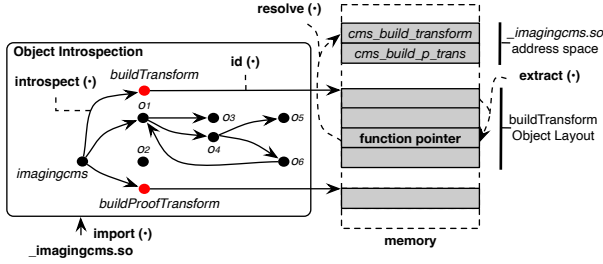 resolve (·)
cms_build_transform
cms_build_p_trans
_imagingcms.so
address space
Object Introspection
introspect (·)
buildTransform
id (·)
extract (·)
o1
o3
o5
o2
o4
o6
function pointer
buildTransform
Object Layout
imagingcms
buildProofTransform
import (·)
_imagingcms.so
memory